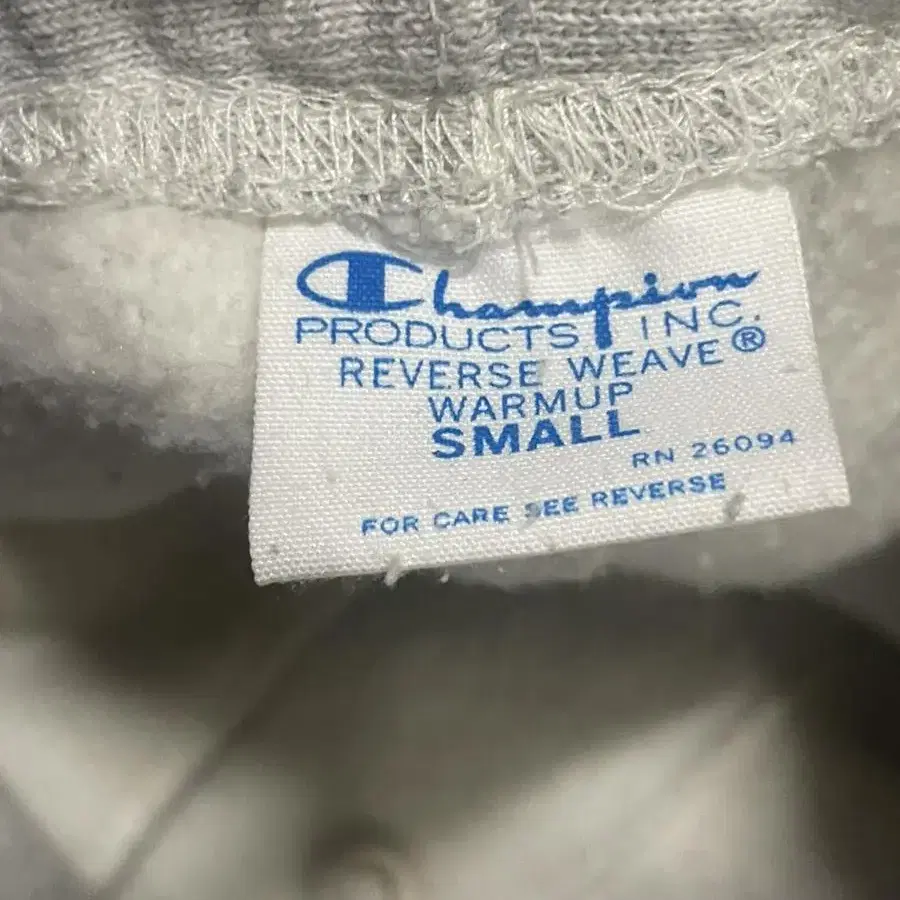 Champion
PRODUCTS INC.
REVERSE WEAVE®
WARMUP
SMALL
RN 26094
FOR CARE SEE REVERSE